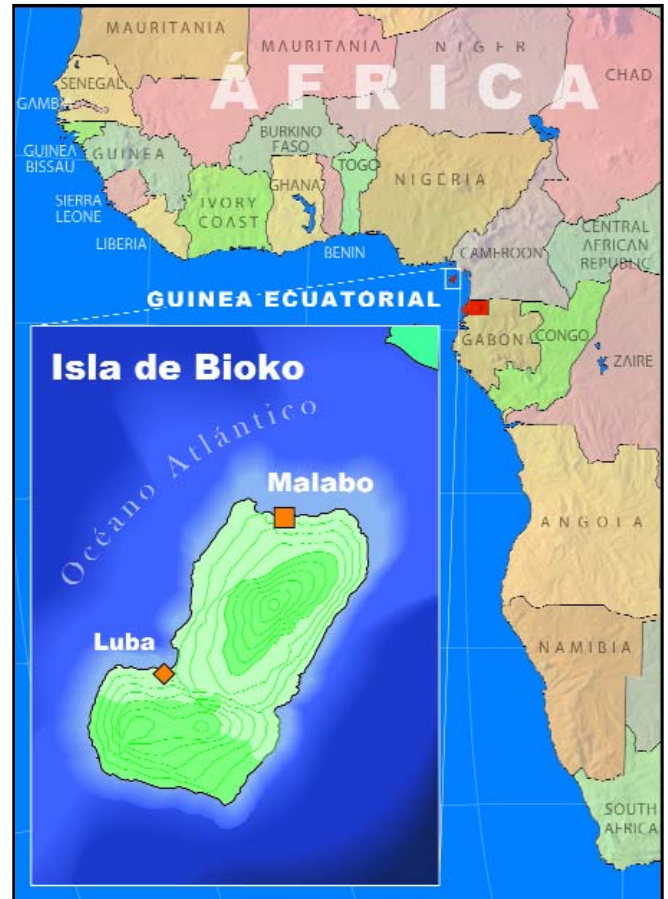 MAURITANIA
MAURITANIA
NIGER
CHAD
ÁFRICA
SENEGAL
GAMBI
GUINEA
BISSAU
GUINEA
BURKINO
FASO
SIERRA
LEONE
LIBERIA
IVORY
COAST
GHANA
TOGO
BENIN
NIGERIA
CAMEROON
CENTRAL
AFRICAN
REPUBLIC
GUINEA ECUATORIAL
GABON
CONGO
ZAIRE
ANGOLA
NAMIBIA
SOUTH
AFRICA
Isla de Bioko
Océano Atlántico
Malabo
Luba